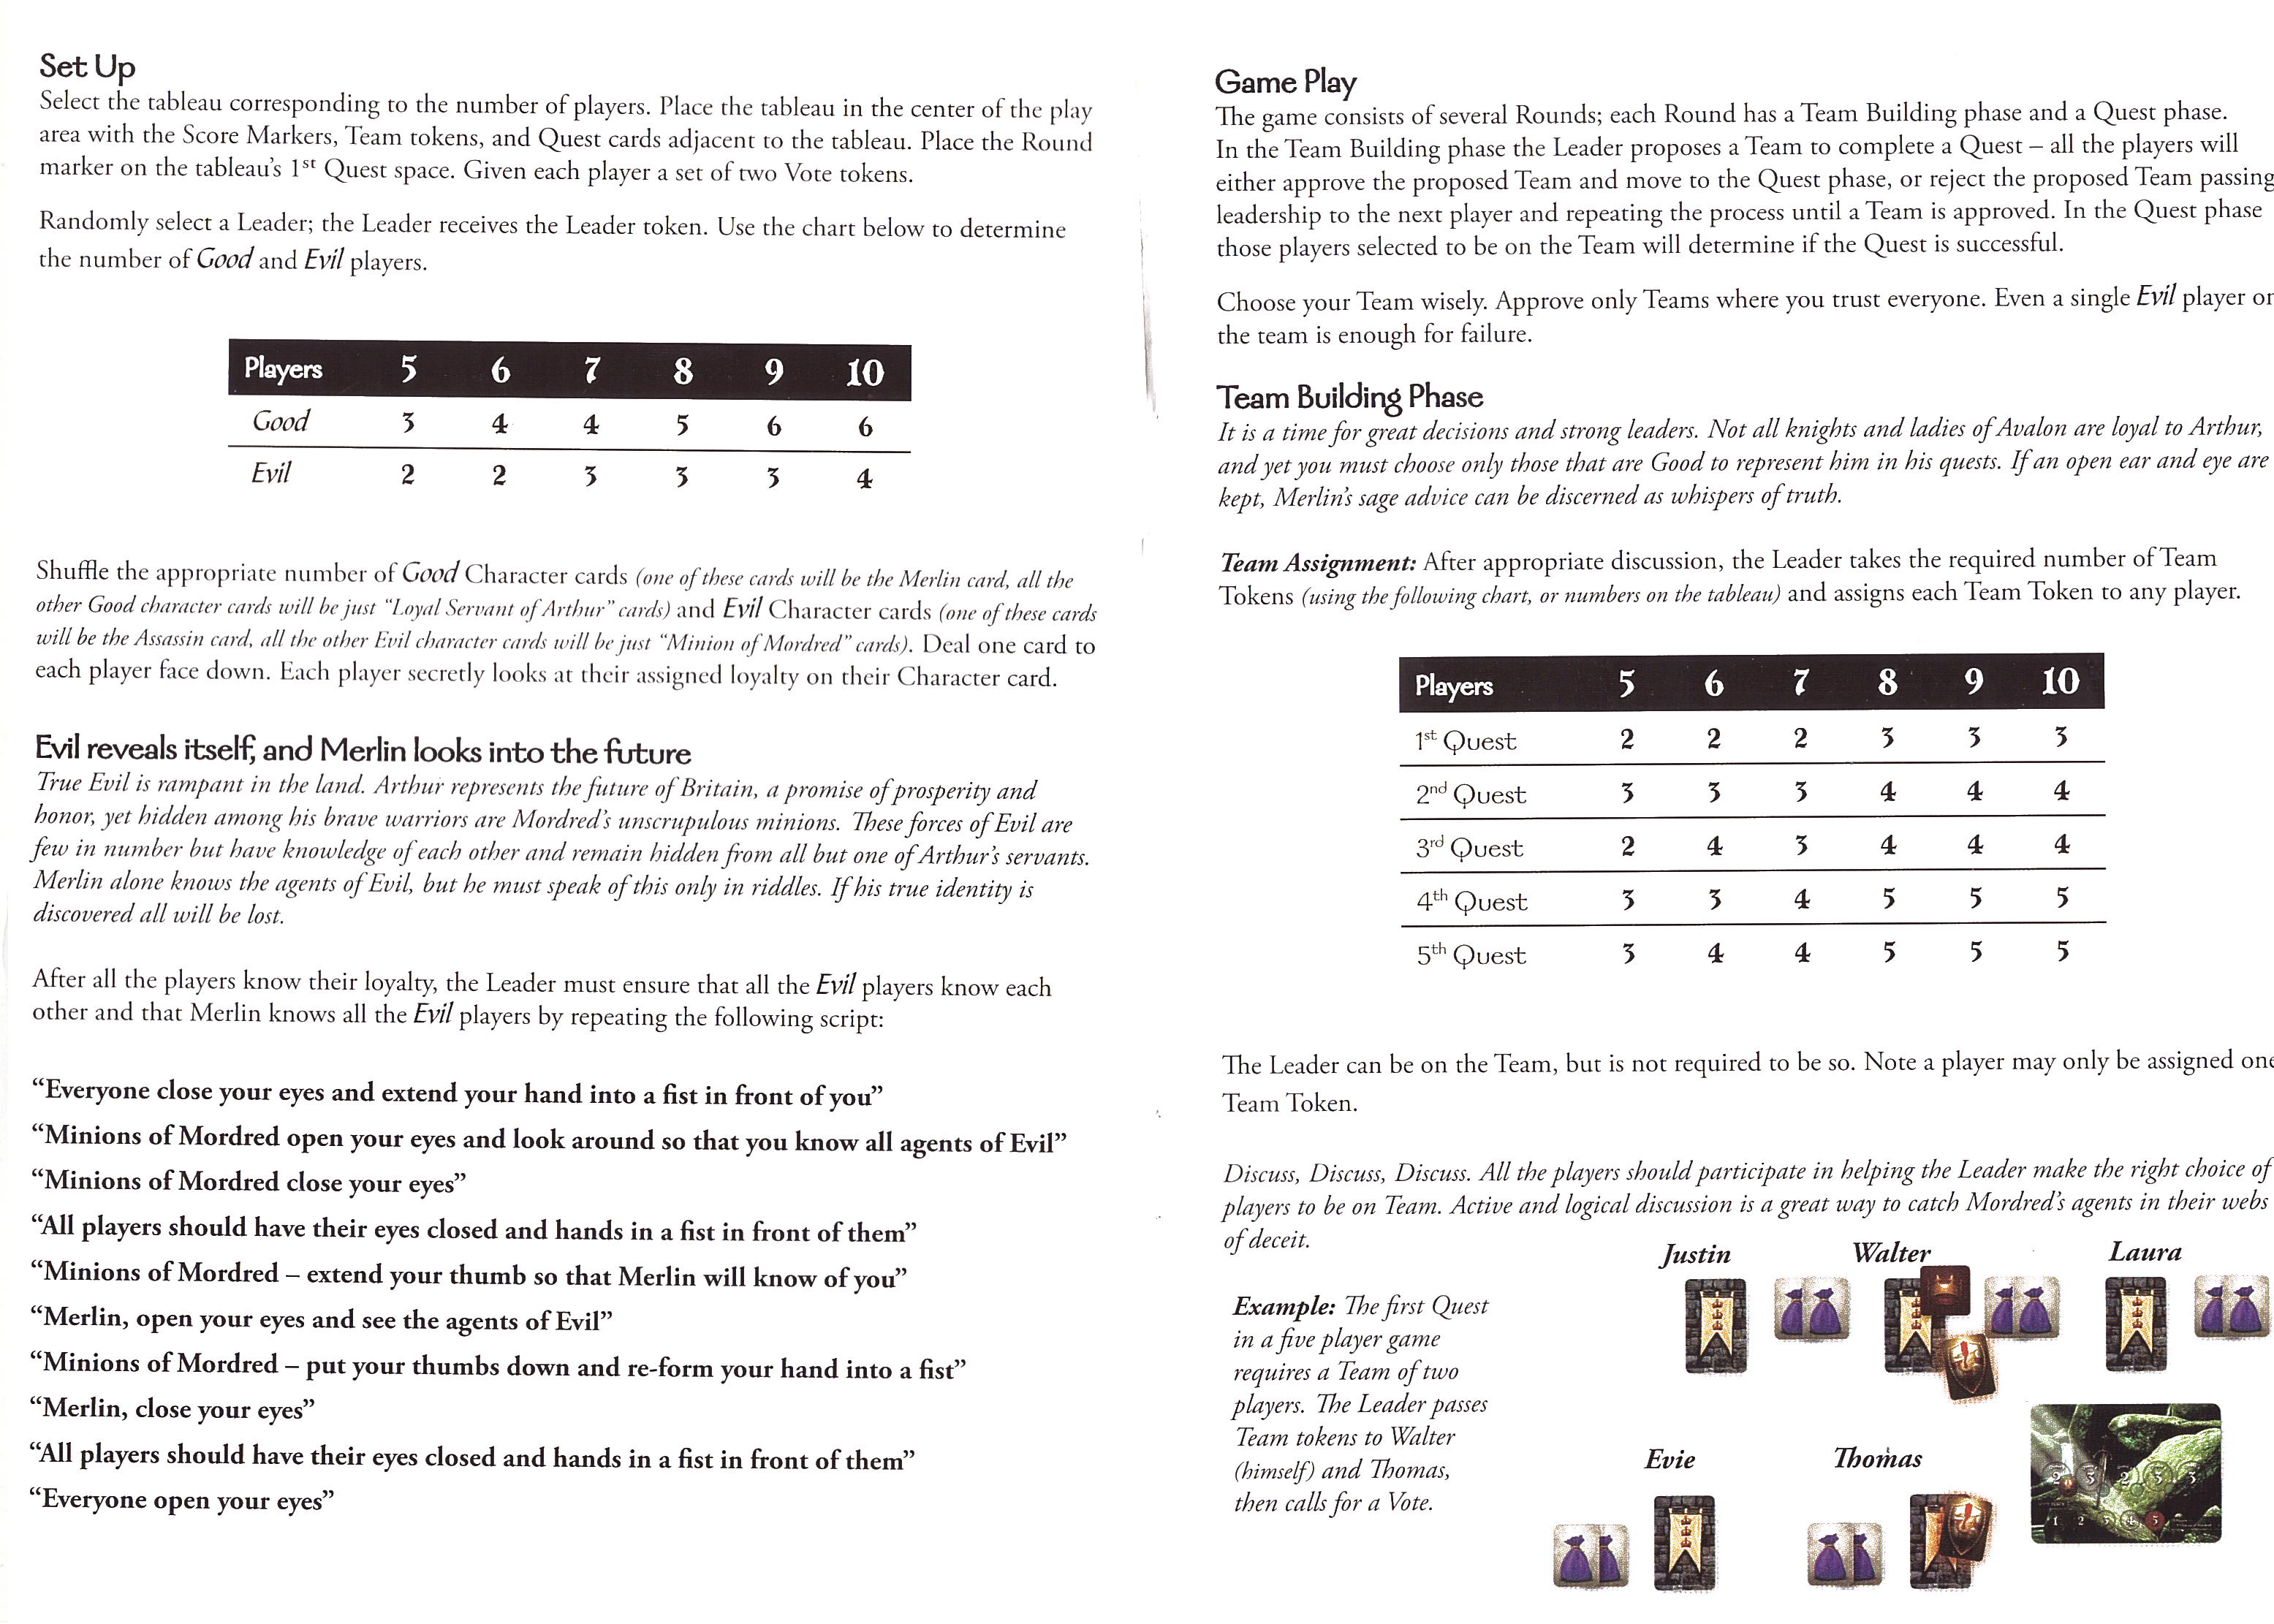 Set Up
Select the tableau corresponding to the number of players. Place the tableau in the center of the play
area with the Score Markers, Team tokens, and Quest cards adjacent to the tableau. Place the Round
marker on the tableau's 1st Quest space. Given each player a set of two Vote tokens.
Randomly select a Leader; the Leader receives the Leader token. Use the chart below to determine
the number of Good and Evil players.
Players 5 6 7 8 9 10
Good 3 4 4 5 6 6
Evil 2 2 3 3 3 4
Shuffle the appropriate number of Good Character cards (one of these cards will be the Merlin card, all the
other Good character cards will be just "Loyal Servant of Arthur" cards) and Evil Character cards (one of these cards
will be the Assassin card, all the other Evil character cards will be just "Minion of Mordred" cards). Deal one card to
each player face down. Each player secretly looks at their assigned loyalty on their Character card.
Evil reveals itself, and Merlin looks into the future
True Evil is rampant in the land. Arthur represents the future of Britain, a promise of prosperity and
honor, yet hidden among his brave warriors are Mordred's unscrupulous minions. These forces of Evil are
few in number but have knowledge of each other and remain hidden from all but one of Arthur's servants.
Merlin alone knows the agents of Evil, but he must speak of this only in riddles. If his true identity is
discovered all will be lost.
After all the players know their loyalty, the Leader must ensure that all the Evil players know each
other and that Merlin knows all the Evil players by repeating the following script:
"Everyone close your eyes and extend your hand into a fist in front of you"
"Minions of Mordred open your eyes and look around so that you know all agents of Evil"
"Minions of Mordred close your eyes"
"All players should have their eyes closed and hands in a fist in front of them"
"Minions of Mordred – extend your thumb so that Merlin will know of you"
"Merlin, open your eyes and see the agents of Evil"
"Minions of Mordred – put your thumbs down and re-form your hand into a fist"
"Merlin, close your eyes"
"All players should have their eyes closed and hands in a fist in front of them"
"Everyone open your eyes"
Game Play
The game consists of several Rounds; each Round has a Team Building phase and a Quest phase.
In the Team Building phase the Leader proposes a Team to complete a Quest – all the players will
either approve the proposed Team and move to the Quest phase, or reject the proposed Team passing
leadership to the next player and repeating the process until a Team is approved. In the Quest phase
those players selected to be on the Team will determine if the Quest is successful.
Choose your Team wisely. Approve only Teams where you trust everyone. Even a single Evil player or
the team is enough for failure.
Team Building Phase
It is a time for great decisions and strong leaders. Not all knights and ladies of Avalon are loyal to Arthur,
and yet you must choose only those that are Good to represent him in his quests. If an open ear and eye are
kept, Merlin's sage advice can be discerned as whispers of truth.
Team Assignment: After appropriate discussion, the Leader takes the required number of Team
Tokens (using the following chart, or numbers on the tableau) and assigns each Team Token to any player.
Players 5 6 7 8 9 10
1st Quest 2 2 2 3 3 3
2nd Quest 3 3 3 4 4 4
3rd Quest 2 4 3 4 4 4
4th Quest 3 3 4 5 5 5
5th Quest 3 4 4 5 5 5
The Leader can be on the Team, but is not required to be so. Note a player may only be assigned one
Team Token.
Discuss, Discuss, Discuss. All the players should participate in helping the Leader make the right choice of
players to be on Team. Active and logical discussion is a great way to catch Mordred's agents in their webs
of deceit.
Example: The first Quest
in a five player game
requires a Team of two
players. The Leader passes
Team tokens to Walter
(himself) and Thomas,
then calls for a Vote.
Justin Walter Laura
Evie Thomas
2 3 2 3 3
1 2 3 4 5